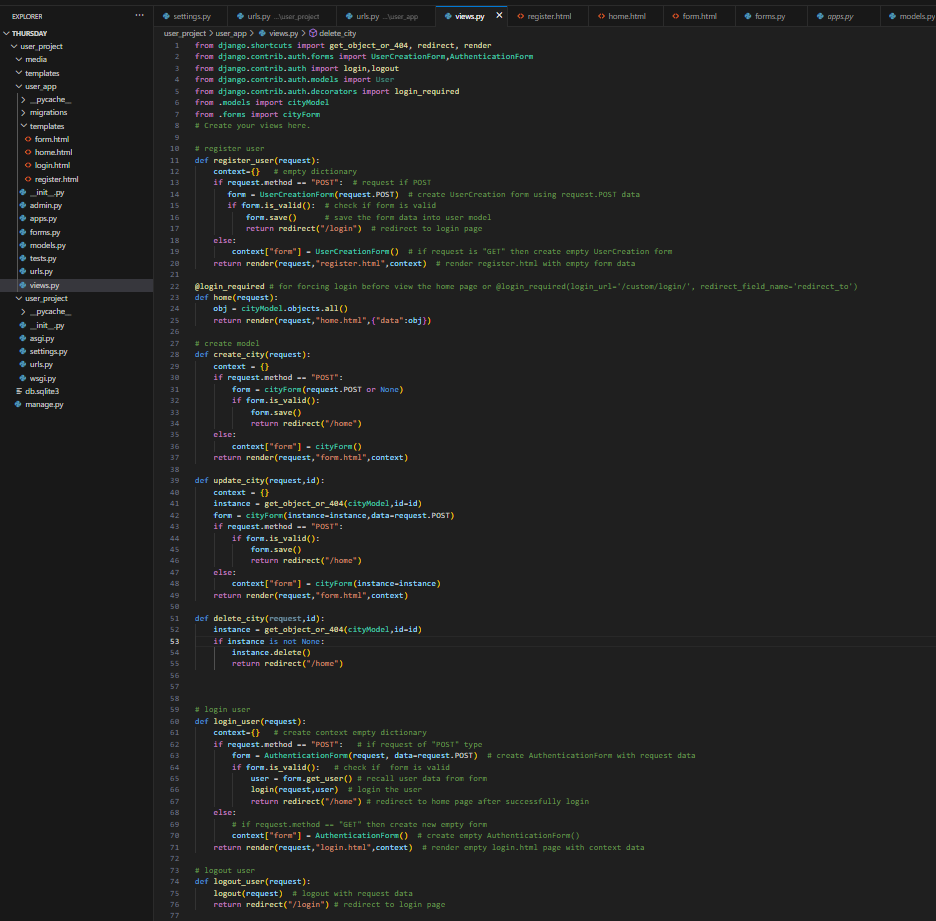 EXPLORER ...
settings.py
urls.py ...\user_project
urls.py ...\user_app
views.py ×
register.html
home.html
form.html
forms.py
apps.py
models.py
THURSDAY
user_project
media
templates
user_app
__pycache__
migrations
templates
form.html
home.html
login.html
register.html
__init__.py
admin.py
apps.py
forms.py
models.py
tests.py
urls.py
views.py
user_project
__pycache__
__init__.py
asgi.py
settings.py
urls.py
wsgi.py
db.sqlite3
manage.py
user_project > user_app > views.py > delete_city
1 from django.shortcuts import get_object_or_404, redirect, render
2 from django.contrib.auth.forms import UserCreationForm,AuthenticationForm
3 from django.contrib.auth import login,logout
4 from django.contrib.auth.models import User
5 from django.contrib.auth.decorators import login_required
6 from .models import cityModel
7 from .forms import cityForm
8 # Create your views here.
9
10 # register user
11 def register_user(request):
12     context={}   # empty dictionary
13     if request.method == "POST":  # request if POST
14        form = UserCreationForm(request.POST)  # create UserCreation form using request.POST data
15        if form.is_valid():  # check if form is valid
16            form.save()      # save the form data into user model
17            return redirect("/login")  # redirect to login page
18     else:
19         context["form"] = UserCreationForm()  # if request is "GET" then create empty UserCreation form
20     return render(request,"register.html",context)  # render register.html with empty form data
21
22 @login_required # for forcing login before view the home page or @login_required(login_url='/custom/login/', redirect_field_name='redirect_to')
23 def home(request):
24     obj = cityModel.objects.all()
25     return render(request,"home.html",{"data":obj})
26
27 # create model
28 def create_city(request):
29     context = {}
30     if request.method == "POST":
31         form = cityForm(request.POST or None)
32         if form.is_valid():
33             form.save()
34             return redirect("/home")
35     else:
36         context["form"] = cityForm()
37     return render(request,"form.html",context)
38
39 def update_city(request,id):
40     context = {}
41     instance = get_object_or_404(cityModel,id=id)
42     form = cityForm(instance=instance,data=request.POST)
43     if request.method == "POST":
44         if form.is_valid():
45             form.save()
46             return redirect("/home")
47     else:
48         context["form"] = cityForm(instance=instance)
49     return render(request,"form.html",context)
50
51 def delete_city(request,id):
52     instance = get_object_or_404(cityModel,id=id)
53     if instance is not None:
54         instance.delete()
55         return redirect("/home")
56
57
58
59 # login user
60 def login_user(request):
61     context={}   # create context empty dictionary
62     if request.method == "POST":   # if request of "POST" type
63         form = AuthenticationForm(request, data=request.POST)  # create AuthenticationForm with request data
64         if form.is_valid():   # check if  form is valid
65             user = form.get_user() # recall user data from form
66             login(request,user)  # login the user
67             return redirect("/home") # redirect to home page after successfully login
68     else:
69         # if request.method == "GET" then create new empty form
70         context["form"] = AuthenticationForm()  # create empty AuthenticationForm()
71     return render(request,"login.html",context)  # render empty login.html page with context data
72
73 # logout user
74 def logout_user(request):
75     logout(request)  # logout with request data
76     return redirect("/login") # redirect to login page
77